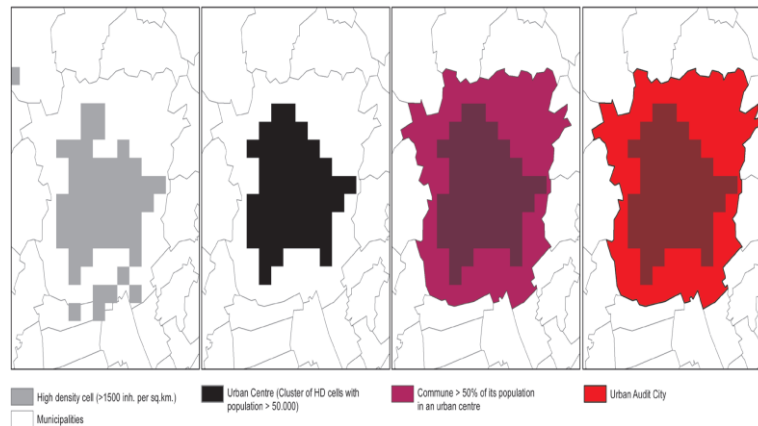 High density cell (>1500 inh. per sq.km.)
Municipalities
Urban Centre (Cluster of HD cells with
population > 50.000)
Commune > 50% of its population
in an urban centre
Urban Audit City